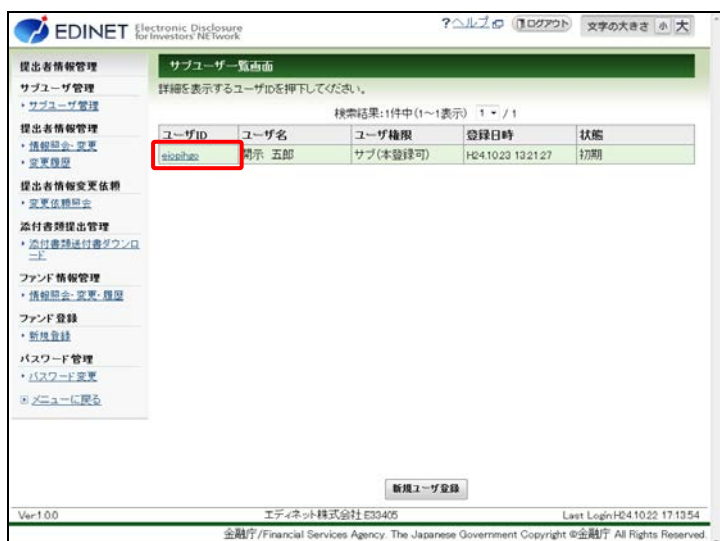 EDINET Electronic Disclosure for Investors' NETwork
?ヘルプ ログアウト 文字の大きさ 小 大
提出者情報管理
サブユーザ管理
・サブユーザ管理
提出者情報管理
・情報照会・変更
・変更履歴
提出者情報変更依頼
・変更依頼照会
添付書類提出管理
・添付書類送付書ダウンロード
ファンド情報管理
・情報照会・変更・履歴
ファンド登録
・新規登録
パスワード管理
・パスワード変更
メニューに戻る
サブユーザ一覧画面
詳細を表示するユーザIDを押下してください。
検索結果:1件中(1～1表示) 1 / 1
ユーザID ユーザ名 ユーザ権限 登録日時 状態
開示 五郎 サブ(本登録可) H24.10.23 13:21:27 初期
新規ユーザ登録
Ver.1.0.0 エディネット株式会社 E33405 Last Login:H24.10.22 17:13:54
金融庁/Financial Services Agency. The Japanese Government Copyright ©金融庁 All Rights Reserved.